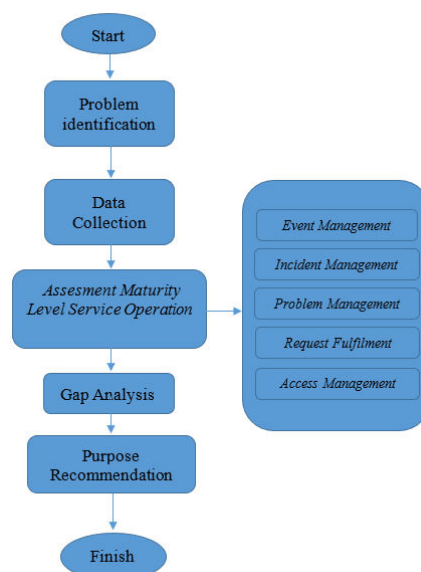 Start
Problem
identification
Data
Collection
Assesment Maturity
Level Service Operation
Event Management
Incident Management
Problem Management
Request Fulfilment
Access Management
Gap Analysis
Purpose
Recommendation
Finish